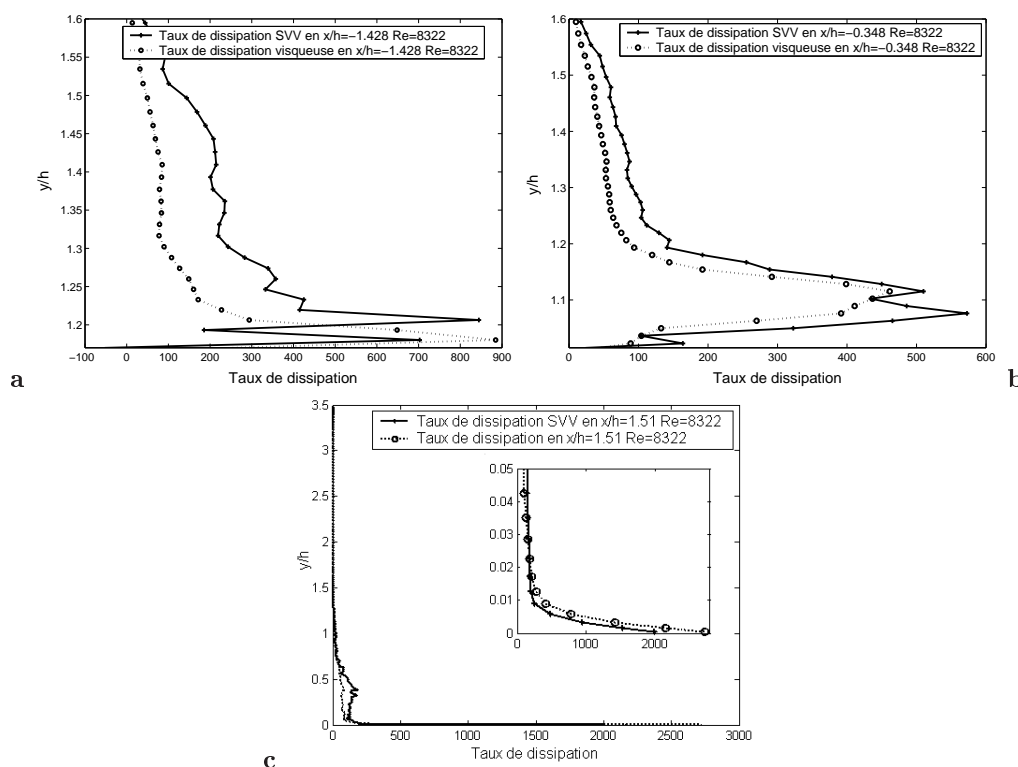 1.6
1.55
1.5
1.45
1.4
1.35
1.3
1.25
1.2
y/h
Taux de dissipation SVV en x/h=−1.428 Re=8322
Taux de dissipation visqueuse en x/h=−1.428 Re=8322
−100 0 100 200 300 400 500 600 700 800 900
Taux de dissipation
a
1.6
1.5
1.4
1.3
1.2
1.1
1
y/h
Taux de dissipation SVV en x/h=−0.348 Re=8322
Taux de dissipation visqueuse en x/h=−0.348 Re=8322
0 100 200 300 400 500 600
Taux de dissipation
b
3.5
3
2.5
2
1.5
1
0.5
0
y/h
Taux de dissipation SVV en x/h=1.51 Re=8322
Taux de dissipation en x/h=1.51 Re=8322
0.05
0.04
0.03
0.02
0.01
0
0 1000 2000
0 500 1000 1500 2000 2500 3000
Taux de dissipation
c